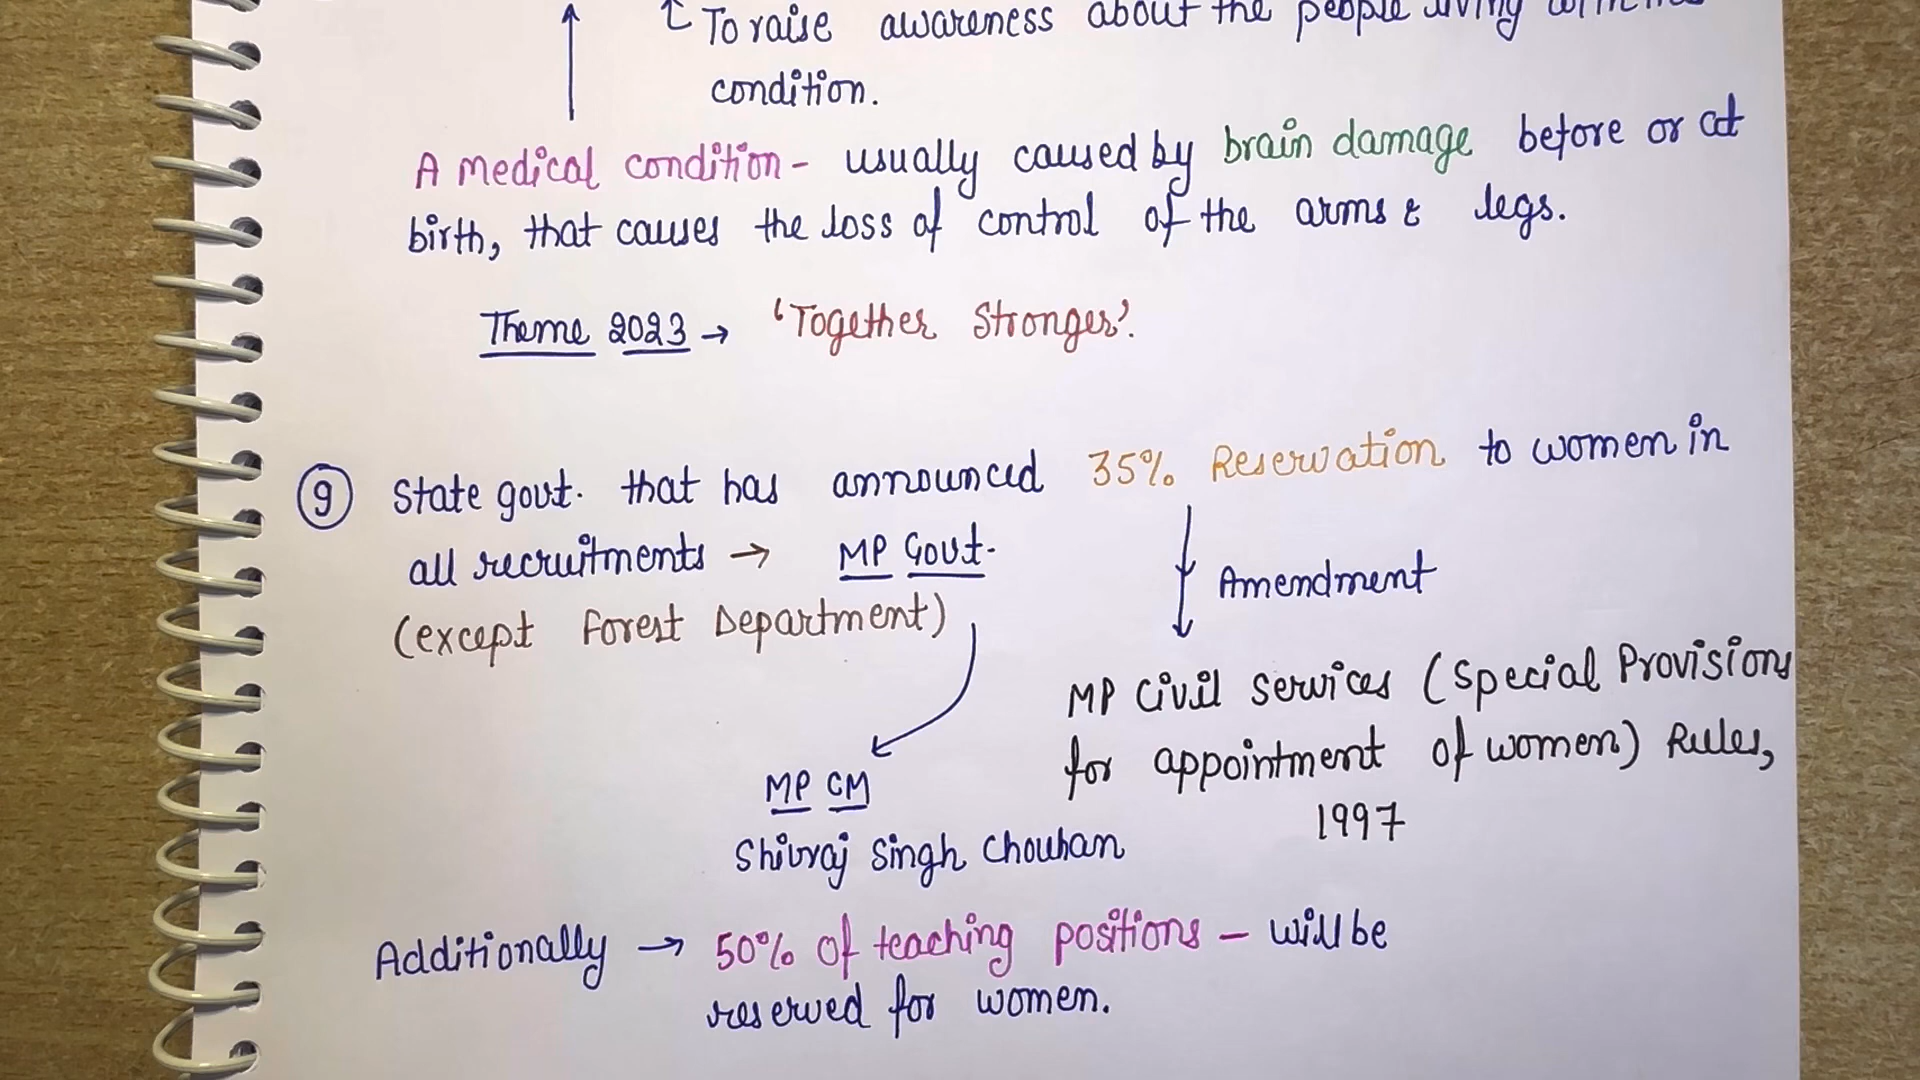 To raise awareness about the people living with
condition.
A medical condition - usually caused by brain damage before or at
birth, that causes the loss of control of the arms & legs.
Theme 2023 → 'Together Stronger'.
9 State govt. that has announced 35% Reservation to women in
all recruitments → MP Govt.
(except Forest Department)
Amendment
MP Civil Services (Special Provisions
for appointment of women) Rules,
1997
MP CM
Shivraj Singh Chouhan
Additionally → 50% of teaching positions - will be
reserved for women.